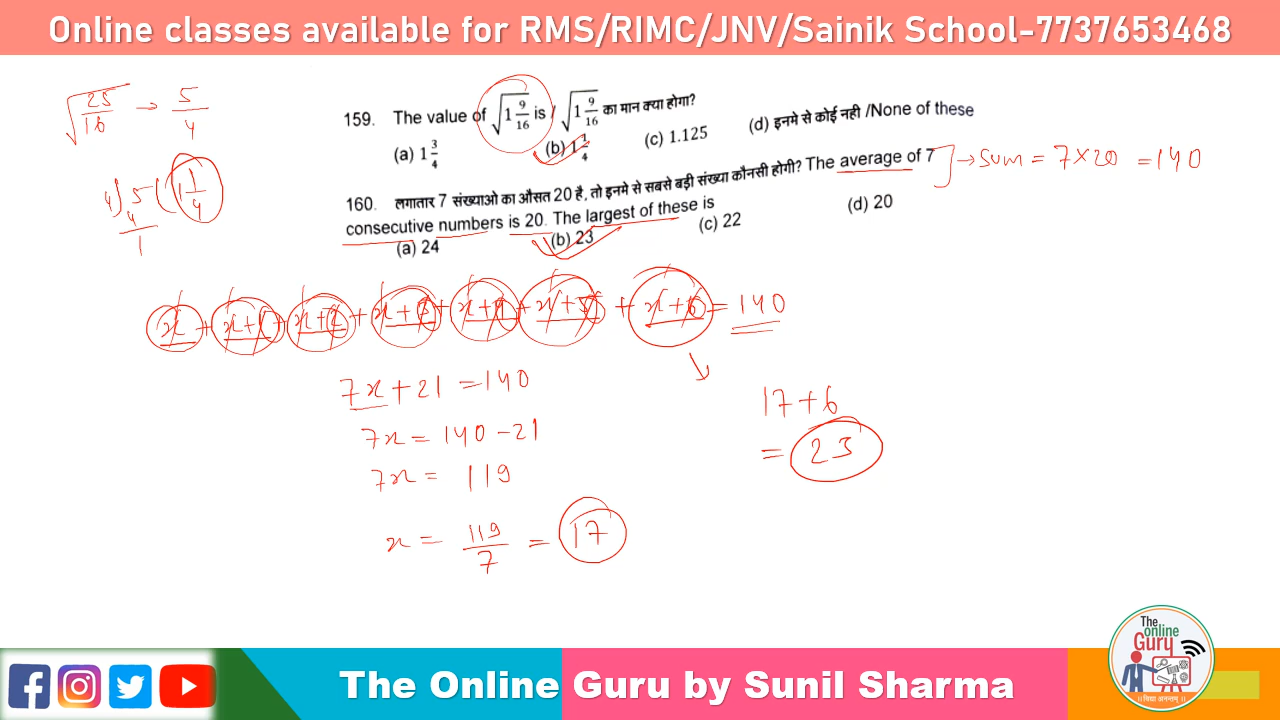 Online classes available for RMS/RIMC/JNV/Sainik School-7737653468
√25/16 → 5/4
4) 5 ( 1 1/4
4
1
159. The value of √1 9/16 is / √1 9/16 का मान क्या होगा?
(a) 1 3/4 (b) 1 1/4 (c) 1.125 (d) इनमे से कोई नही /None of these
160. लगातार 7 संख्याओ का औसत 20 है, तो इनमे से सबसे बड़ी संख्या कौनसी होगी? The average of 7
consecutive numbers is 20. The largest of these is
(a) 24 (b) 23 (c) 22 (d) 20
→ Sum = 7×20 = 140
x + x+1 + x+2 + x+3 + x+4 + x+5 + x+6 = 140
7x + 21 = 140
7x = 140 - 21
7x = 119
x = 119/7 = 17
17+6
= 23
The Online Guru by Sunil Sharma
The
online
Guru